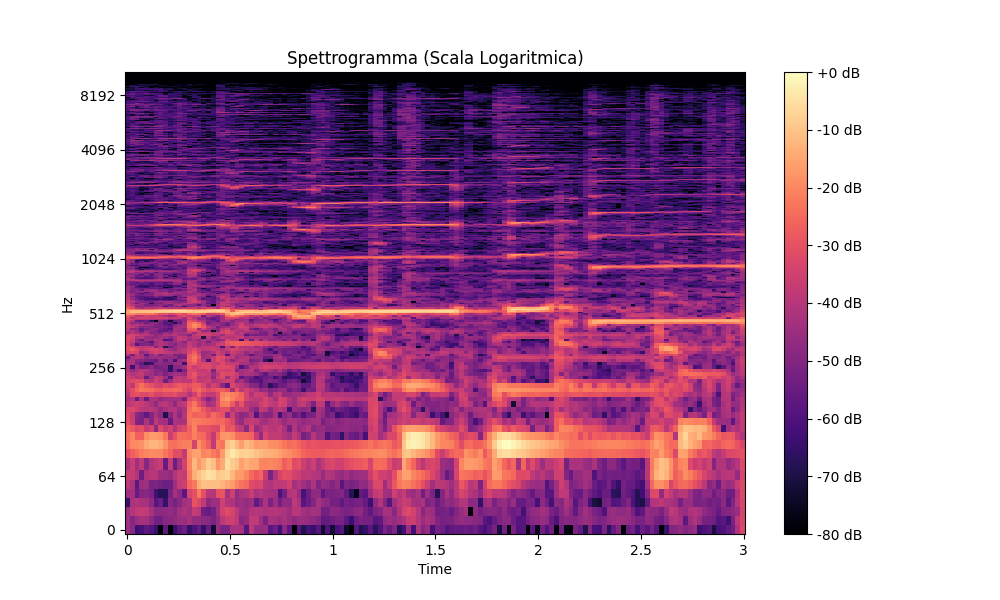 Spettrogramma (Scala Logaritmica)
Hz
8192
4096
2048
1024
512
256
128
64
0
0
0.5
1
1.5
2
2.5
3
Time
+0 dB
-10 dB
-20 dB
-30 dB
-40 dB
-50 dB
-60 dB
-70 dB
-80 dB